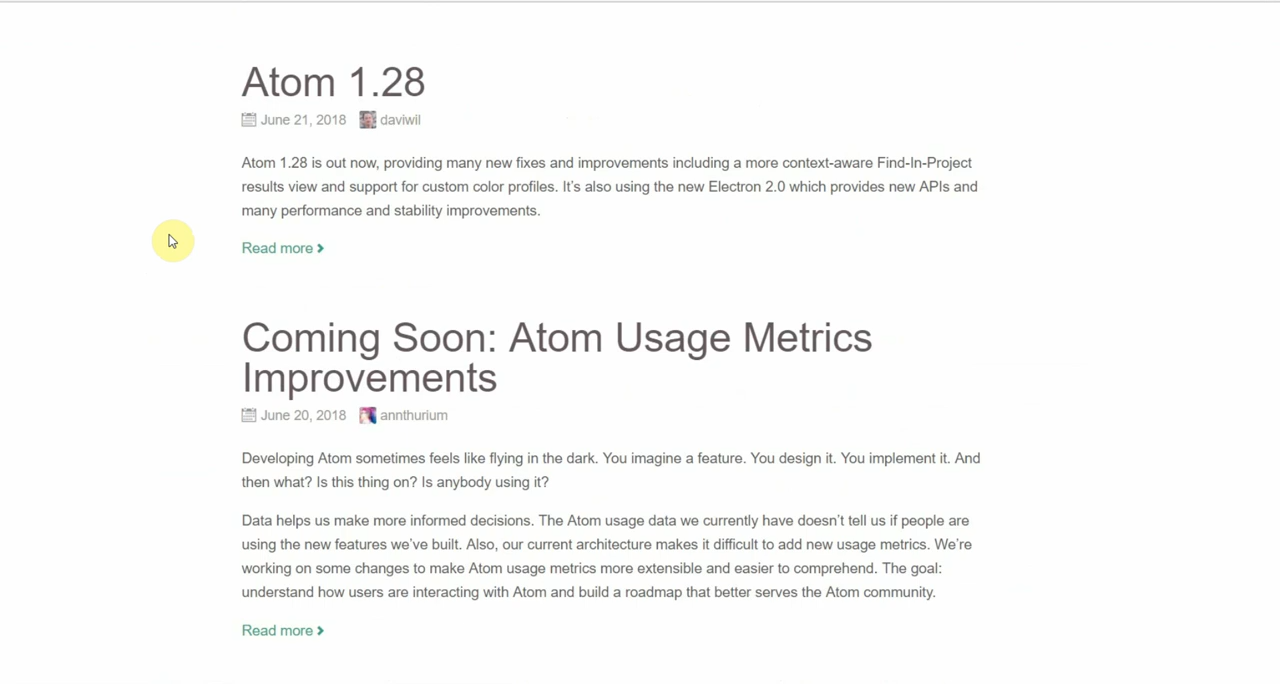 Atom 1.28
June 21, 2018 daviwil
Atom 1.28 is out now, providing many new fixes and improvements including a more context-aware Find-In-Project
results view and support for custom color profiles. It’s also using the new Electron 2.0 which provides new APIs and
many performance and stability improvements.
Read more
Coming Soon: Atom Usage Metrics
Improvements
June 20, 2018 annthurium
Developing Atom sometimes feels like flying in the dark. You imagine a feature. You design it. You implement it. And
then what? Is this thing on? Is anybody using it?
Data helps us make more informed decisions. The Atom usage data we currently have doesn’t tell us if people are
using the new features we’ve built. Also, our current architecture makes it difficult to add new usage metrics. We’re
working on some changes to make Atom usage metrics more extensible and easier to comprehend. The goal:
understand how users are interacting with Atom and build a roadmap that better serves the Atom community.
Read more